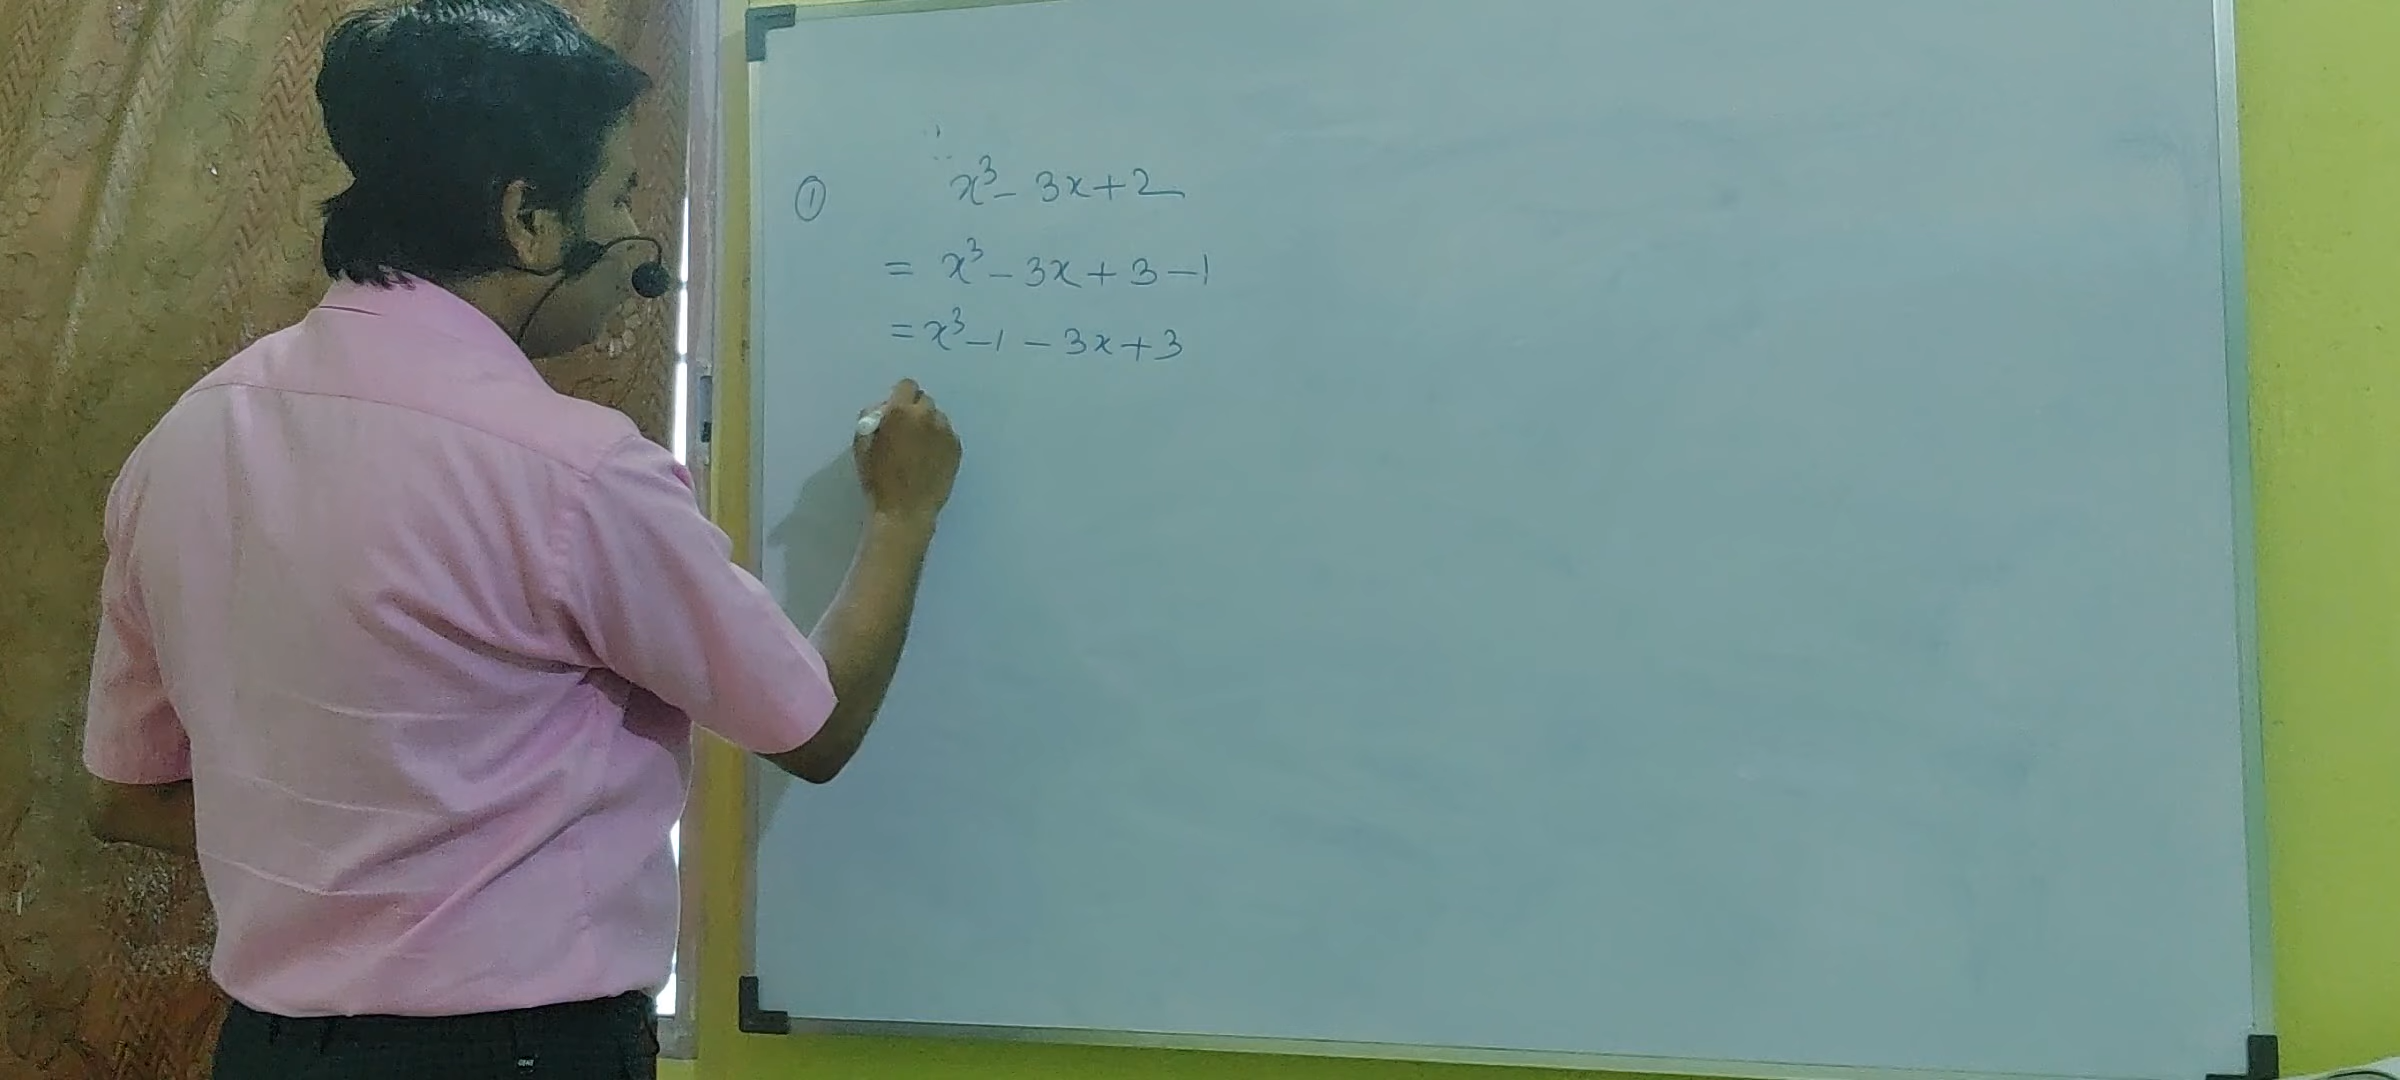 ① x³ - 3x + 2
= x³ - 3x + 3 - 1
= x³ - 1 - 3x + 3